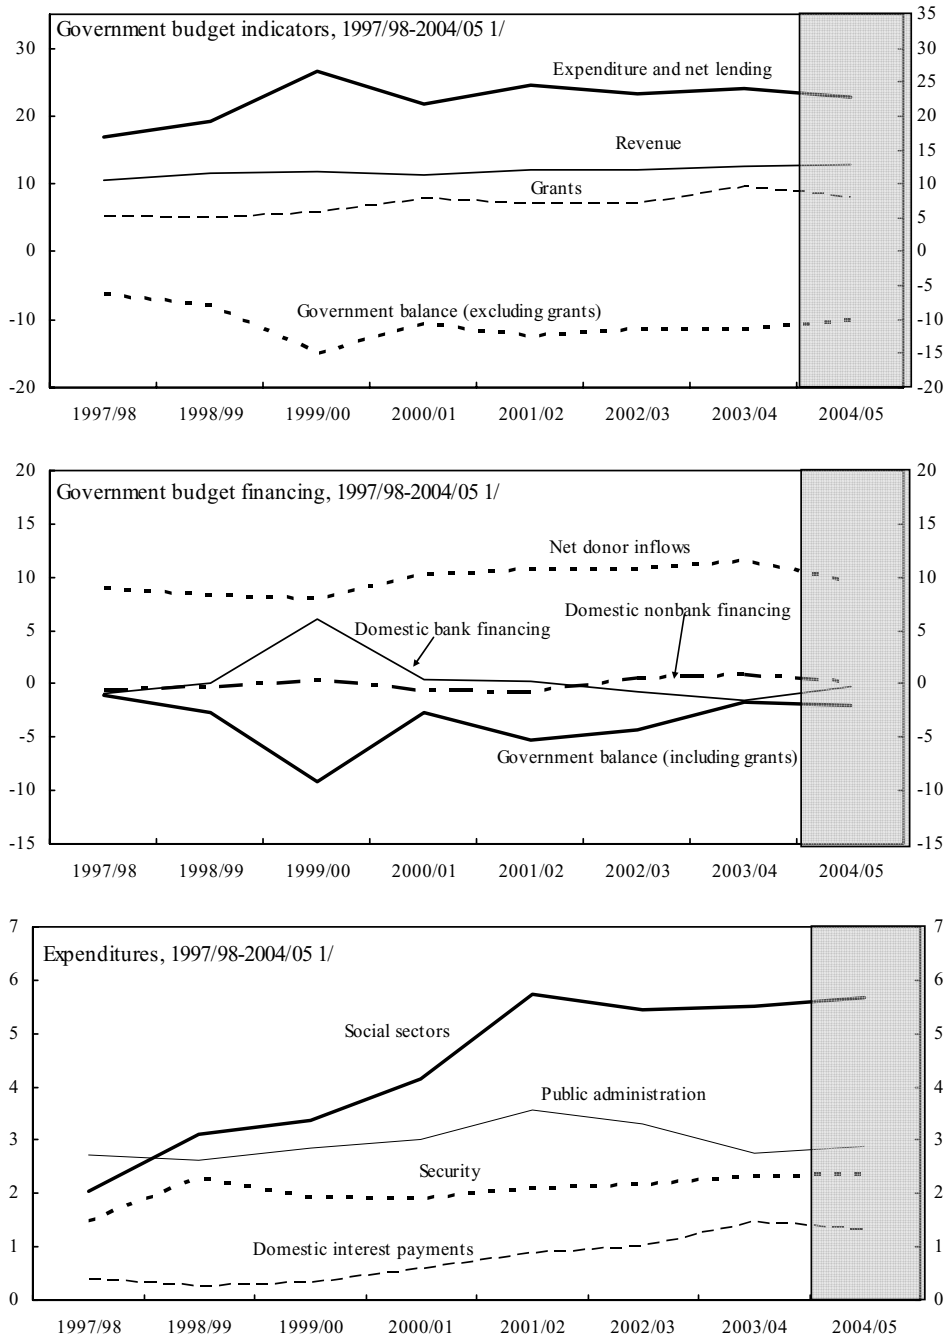 Government budget indicators, 1997/98-2004/05 1/
35
30
30
Expenditure and net lending
25
20
20
Revenue
15
10
Grants
10
5
0
0
-5
Government balance (excluding grants)
-10
-10
-15
-20
-20
1997/98 1998/99 1999/00 2000/01 2001/02 2002/03 2003/04 2004/05
20
20
Government budget financing, 1997/98-2004/05 1/
15
15
Net donor inflows
10
10
Domestic nonbank financing
5
Domestic bank financing
5
0
0
-5
-5
Government balance (including grants)
-10
-10
-15
-15
1997/98 1998/99 1999/00 2000/01 2001/02 2002/03 2003/04 2004/05
7
7
Expenditures, 1997/98-2004/05 1/
6
6
Social sectors
5
5
4
4
Public administration
3
3
Security
2
2
Domestic interest payments
1
1
0
0
1997/98 1998/99 1999/00 2000/01 2001/02 2002/03 2003/04 2004/05